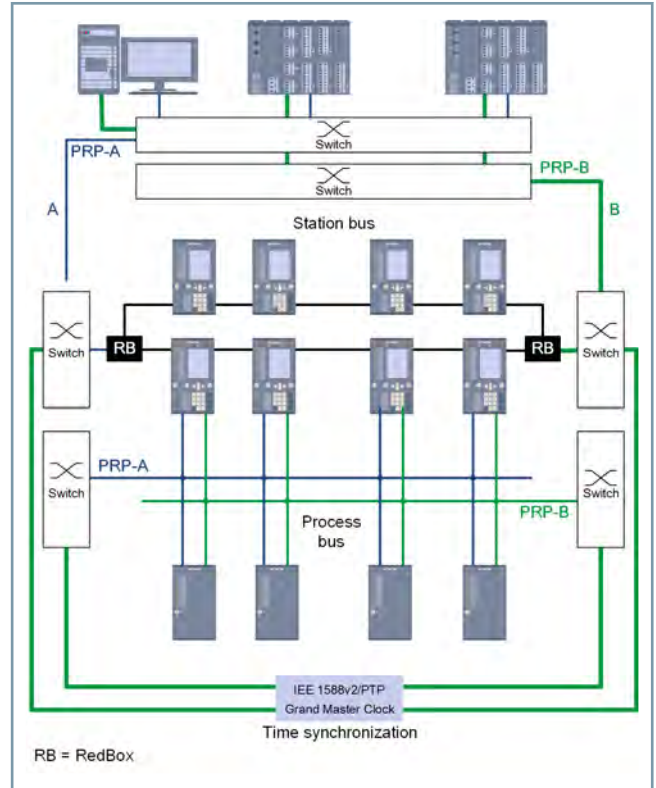 Switch
PRP-A
Switch
PRP-B
A
B
Station bus
Switch
RB
RB
Switch
Switch
PRP-A
Switch
PRP-B
Process
bus
IEE 1588v2/PTP
Grand Master Clock
Time synchronization
RB = RedBox